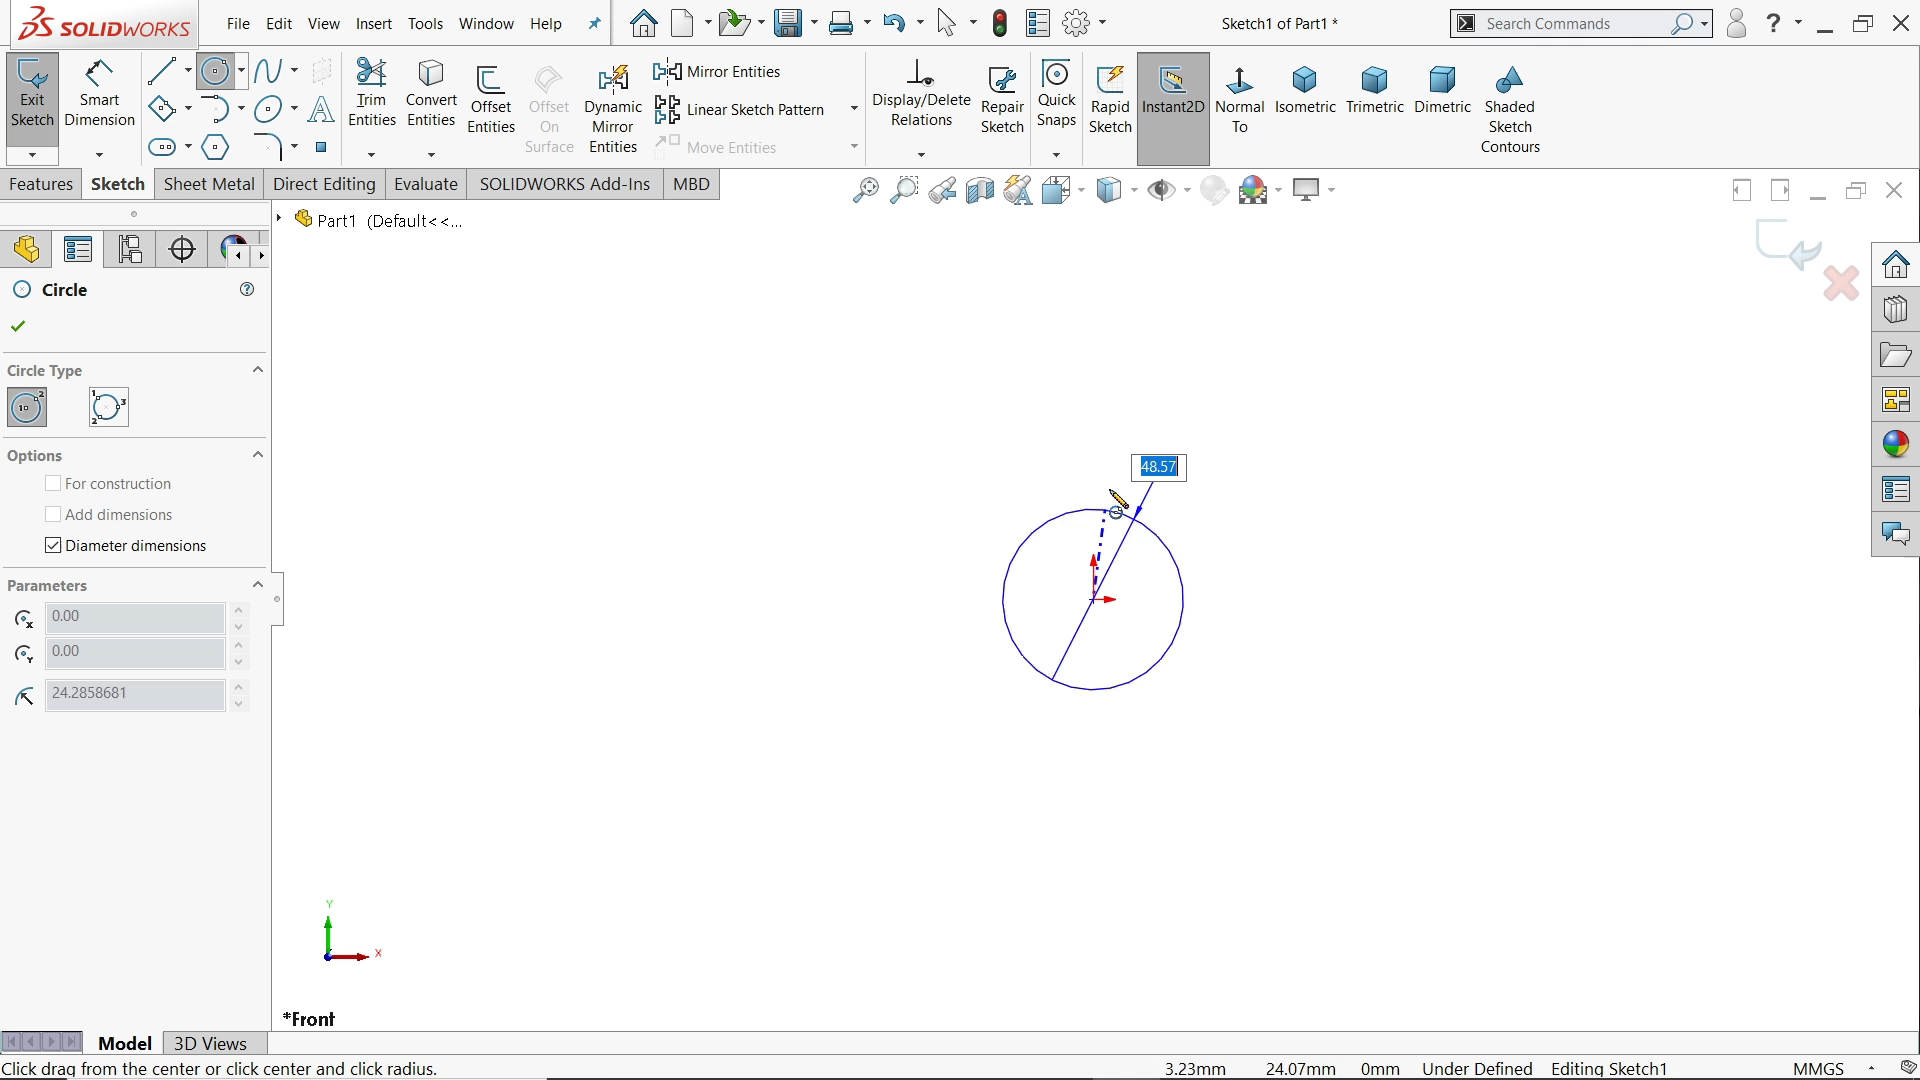 SOLIDWORKS
File Edit View Insert Tools Window Help
Sketch1 of Part1 *
Search Commands
?
Exit Sketch
Smart Dimension
Trim Entities
Convert Entities
Offset Entities
Offset On Surface
Dynamic Mirror Entities
Mirror Entities
Linear Sketch Pattern
Move Entities
Display/Delete Relations
Repair Sketch
Quick Snaps
Rapid Sketch
Instant2D
Normal To
Isometric
Trimetric
Dimetric
Shaded Sketch Contours
Features Sketch Sheet Metal Direct Editing Evaluate SOLIDWORKS Add-Ins MBD
Part1 (Default<<...
Circle
?
Circle Type
Options
For construction
Add dimensions
Diameter dimensions
Parameters
0.00
0.00
24.2858681
48.57
Y
X
*Front
Model 3D Views
Click drag from the center or click center and click radius.
3.23mm 24.07mm 0mm Under Defined Editing Sketch1 MMGS